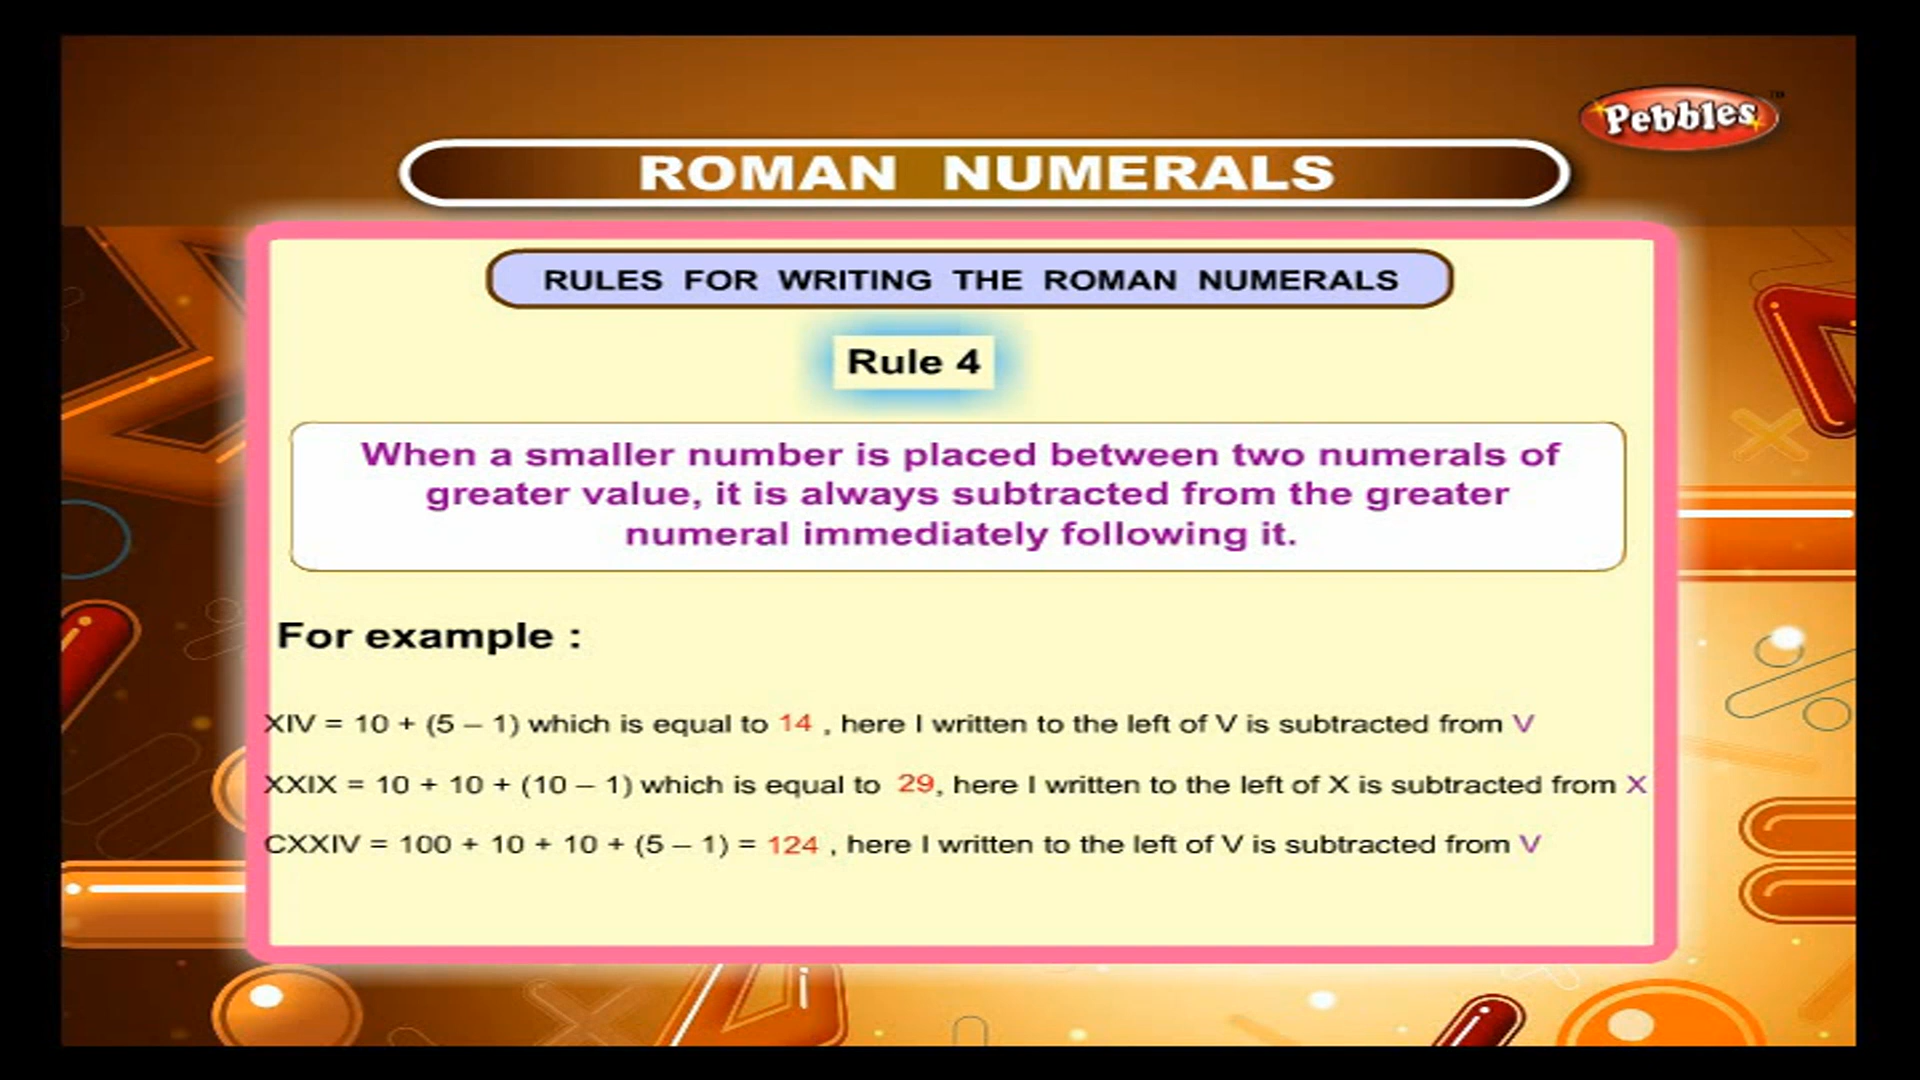 Pebbles TM
ROMAN NUMERALS
RULES FOR WRITING THE ROMAN NUMERALS
Rule 4
When a smaller number is placed between two numerals of
greater value, it is always subtracted from the greater
numeral immediately following it.
For example :
XIV = 10 + (5 – 1) which is equal to 14 , here I written to the left of V is subtracted from V
XXIX = 10 + 10 + (10 – 1) which is equal to 29, here I written to the left of X is subtracted from X
CXXIV = 100 + 10 + 10 + (5 – 1) = 124 , here I written to the left of V is subtracted from V